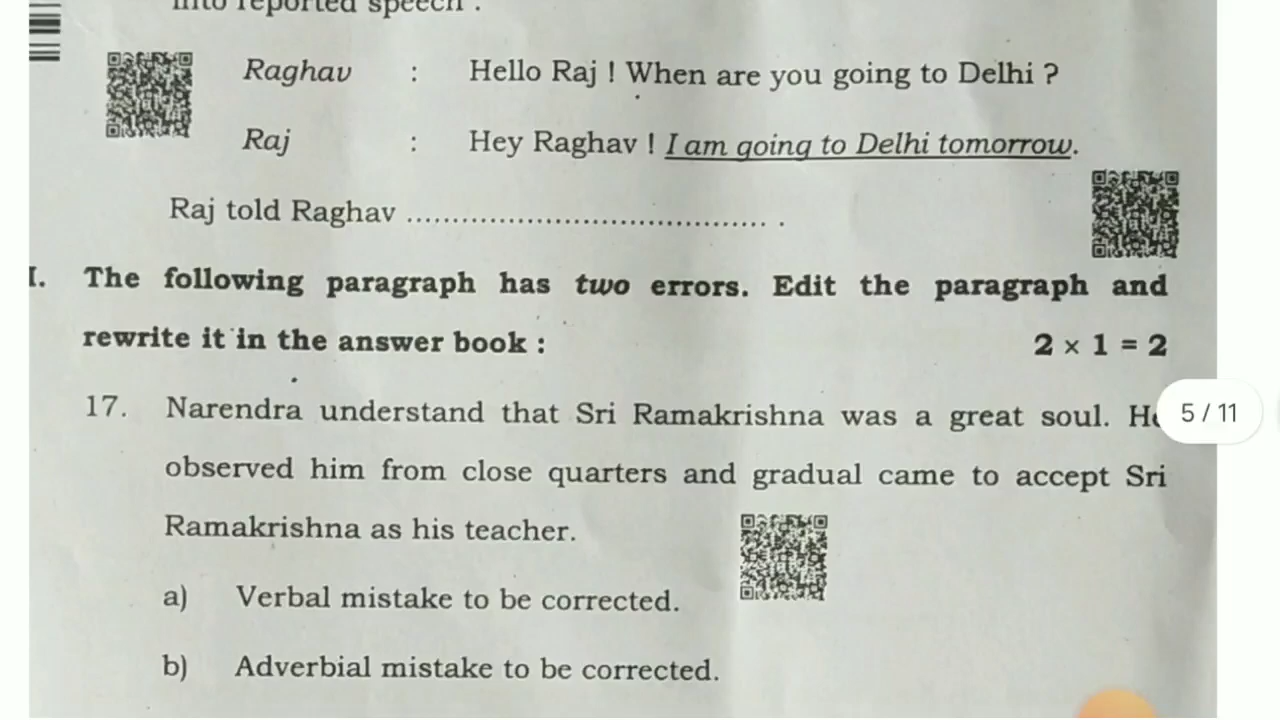 into reported speech :
Raghav : Hello Raj ! When are you going to Delhi ?
Raj : Hey Raghav ! I am going to Delhi tomorrow.
Raj told Raghav ....................................... .
I. The following paragraph has two errors. Edit the paragraph and
rewrite it in the answer book : 2 × 1 = 2
17. Narendra understand that Sri Ramakrishna was a great soul. He
5 / 11
observed him from close quarters and gradual came to accept Sri
Ramakrishna as his teacher.
a) Verbal mistake to be corrected.
b) Adverbial mistake to be corrected.